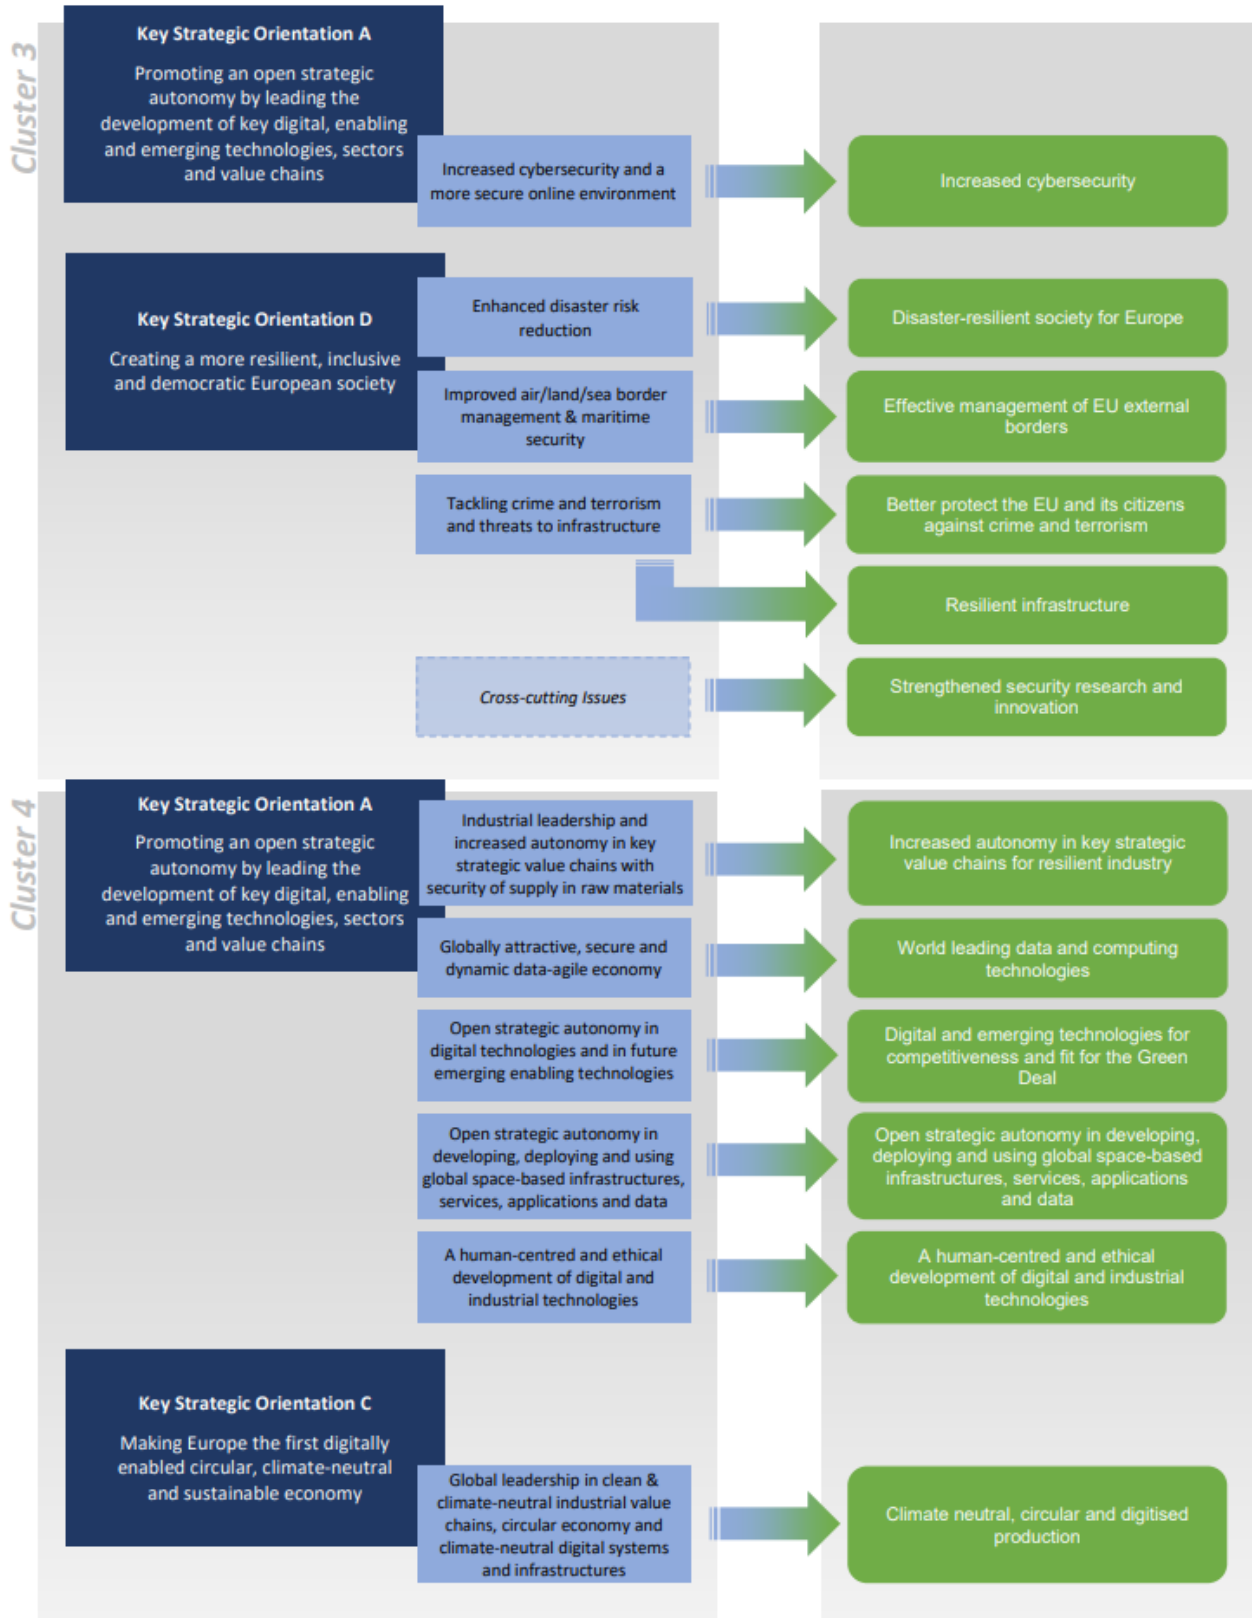 Cluster 3
Key Strategic Orientation A
Promoting an open strategic
autonomy by leading the
development of key digital, enabling
and emerging technologies, sectors
and value chains
Increased cybersecurity and a
more secure online environment
Increased cybersecurity
Key Strategic Orientation D
Creating a more resilient, inclusive
and democratic European society
Enhanced disaster risk
reduction
Disaster-resilient society for Europe
Improved air/land/sea border
management & maritime
security
Effective management of EU external
borders
Tackling crime and terrorism
and threats to infrastructure
Better protect the EU and its citizens
against crime and terrorism
Resilient infrastructure
Cross-cutting Issues
Strengthened security research and
innovation
Cluster 4
Key Strategic Orientation A
Promoting an open strategic
autonomy by leading the
development of key digital, enabling
and emerging technologies, sectors
and value chains
Industrial leadership and
increased autonomy in key
strategic value chains with
security of supply in raw materials
Increased autonomy in key strategic
value chains for resilient industry
Globally attractive, secure and
dynamic data-agile economy
World leading data and computing
technologies
Open strategic autonomy in
digital technologies and in future
emerging enabling technologies
Digital and emerging technologies for
competitiveness and fit for the Green
Deal
Open strategic autonomy in
developing, deploying and using
global space-based infrastructures,
services, applications and data
Open strategic autonomy in developing,
deploying and using global space-based
infrastructures, services, applications
and data
A human-centred and ethical
development of digital and
industrial technologies
A human-centred and ethical
development of digital and industrial
technologies
Key Strategic Orientation C
Making Europe the first digitally
enabled circular, climate-neutral
and sustainable economy
Global leadership in clean &
climate-neutral industrial value
chains, circular economy and
climate-neutral digital systems
and infrastructures
Climate neutral, circular and digitised
production